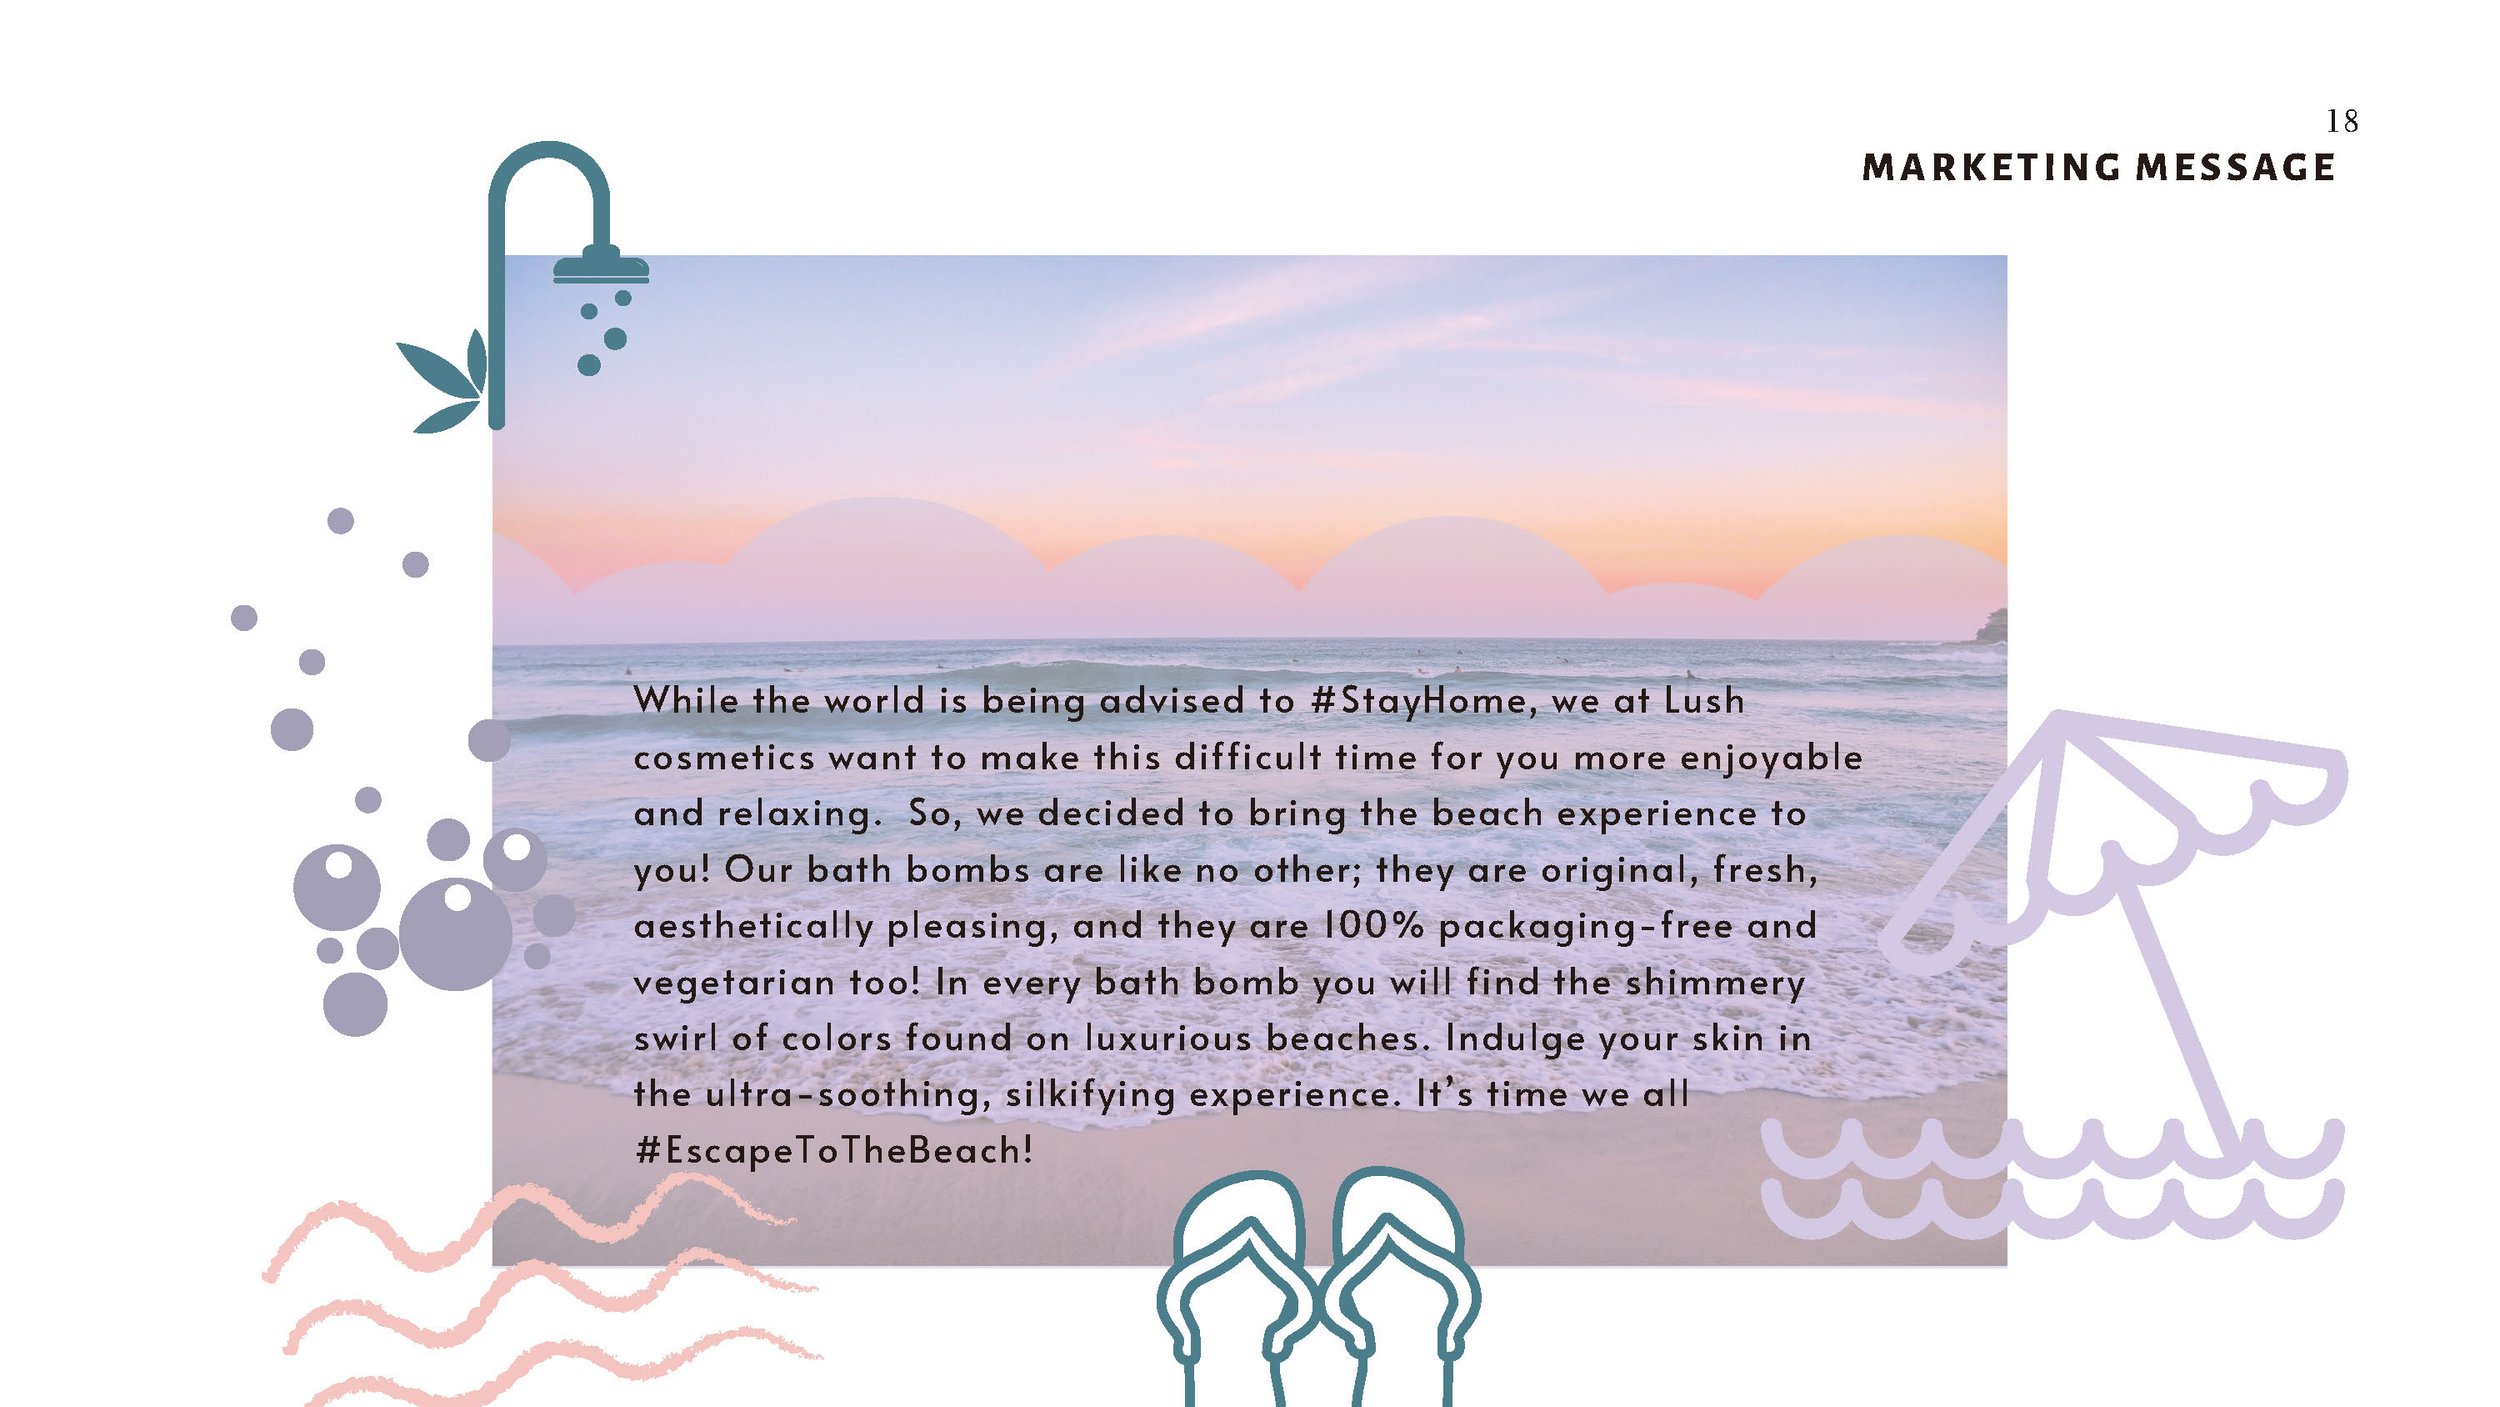 18
MARKETING MESSAGE
While the world is being advised to #StayHome, we at Lush
cosmetics want to make this difficult time for you more enjoyable
and relaxing.  So, we decided to bring the beach experience to
you! Our bath bombs are like no other; they are original, fresh,
aesthetically pleasing, and they are 100% packaging-free and
vegetarian too! In every bath bomb you will find the shimmery
swirl of colors found on luxurious beaches. Indulge your skin in
the ultra-soothing, silkifying experience. It’s time we all
#EscapeToTheBeach!